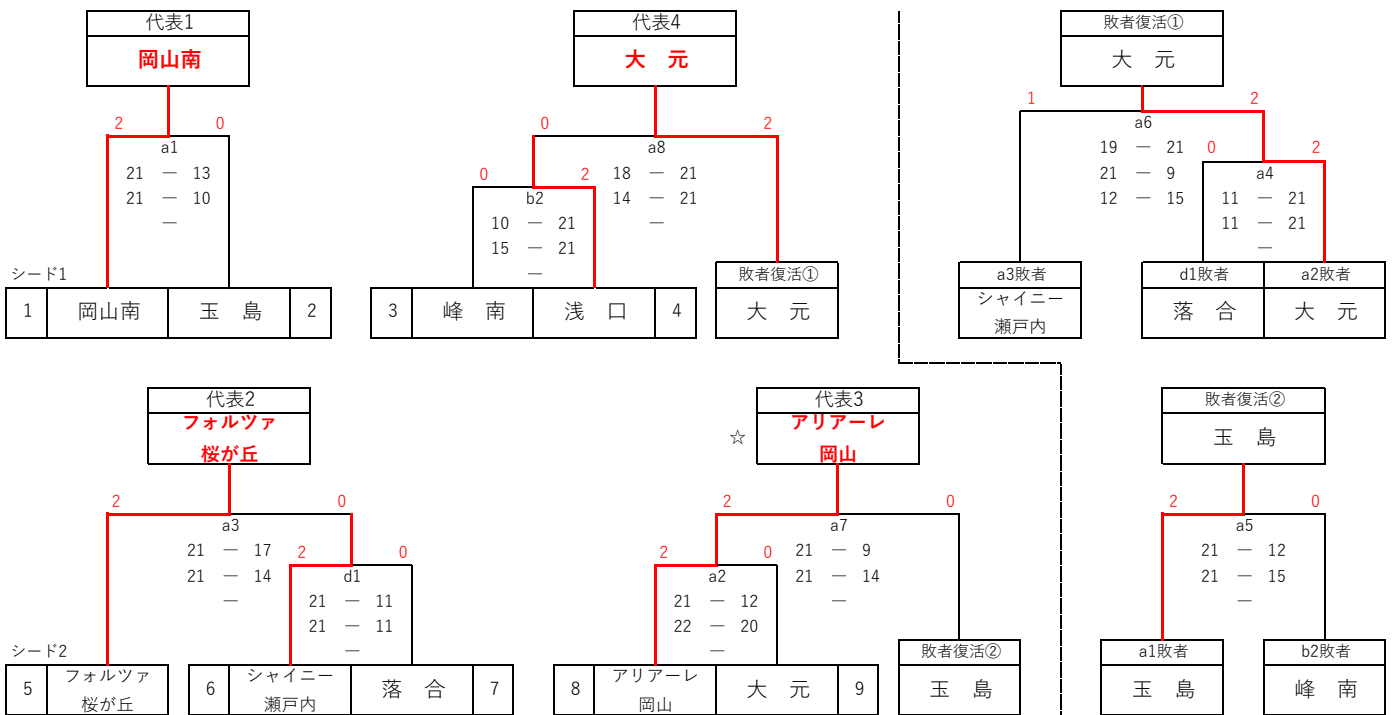 代表1
岡山南
2 0
a1
21 — 13
21 — 10
—
シード1
1 岡山南 玉 島 2
代表4
大 元
0 2
a8
18 — 21
14 — 21
—
0 2
b2
10 — 21
15 — 21
—
3 峰 南 浅 口 4
敗者復活①
大 元
敗者復活①
大 元
1 2
a6
19 — 21
21 — 9
12 — 15
0 2
a4
11 — 21
11 — 21
—
a3敗者
シャイニー
瀬戸内
d1敗者 a2敗者
落 合 大 元
代表2
フォルツァ
桜が丘
2 0
a3
21 — 17
21 — 14
—
2 0
d1
21 — 11
21 — 11
—
シード2
5 フォルツァ
桜が丘
6 シャイニー
瀬戸内
落 合 7
代表3
☆ アリアーレ
岡山
2 0
a7
21 — 9
21 — 14
—
2 0
a2
21 — 12
22 — 20
—
8 アリアーレ
岡山
大 元 9
敗者復活②
玉 島
敗者復活②
玉 島
2 0
a5
21 — 12
21 — 15
—
a1敗者
玉 島
b2敗者
峰 南